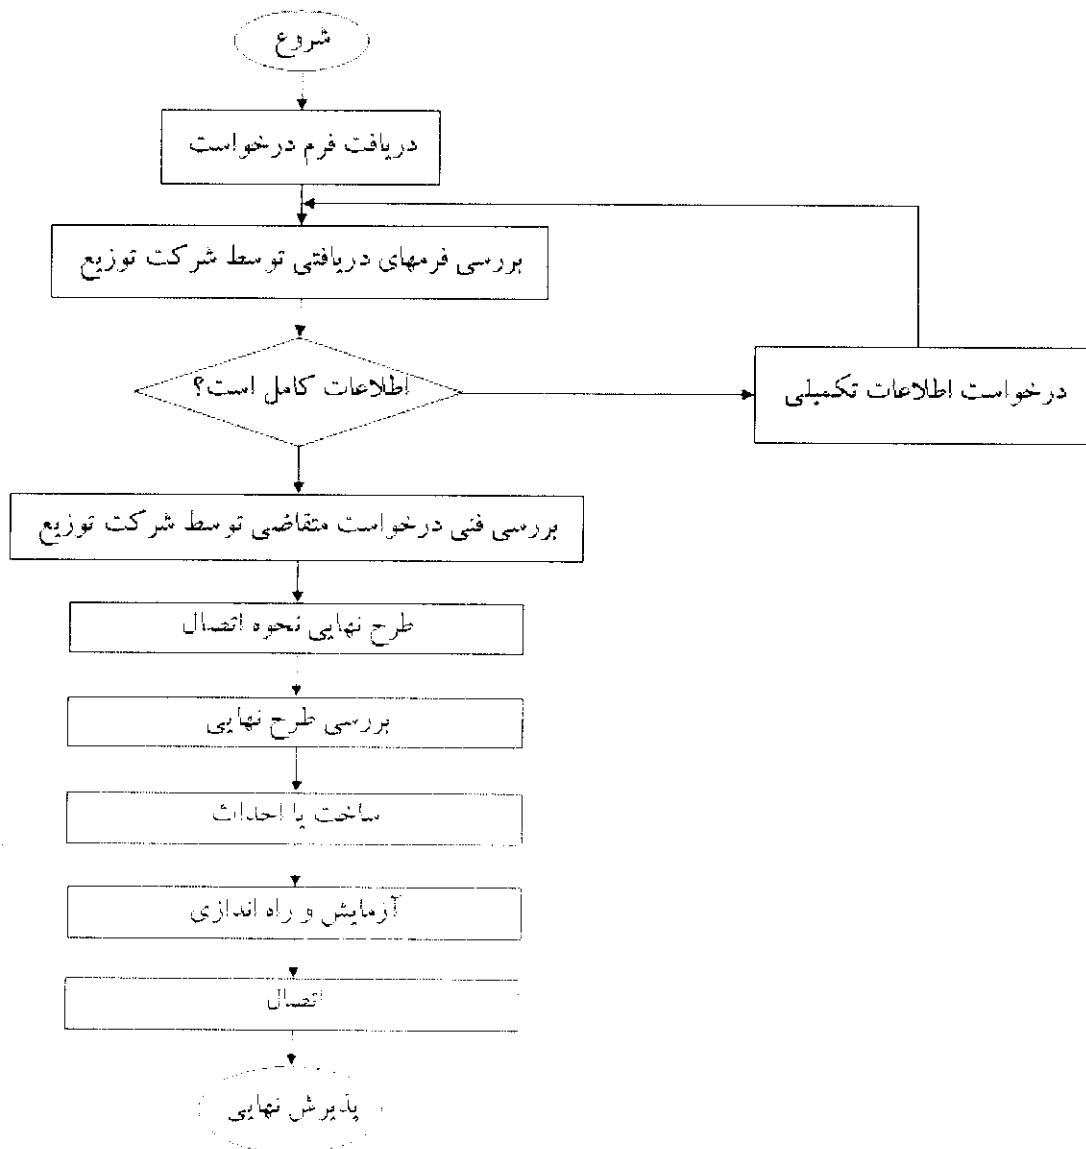 شروع
دریافت فرم درخواست
بررسی فرمهای دریافتی توسط شرکت توزیع
اطلاعات کامل است؟
درخواست اطلاعات تکمیلی
بررسی فنی درخواست متقاضی توسط شرکت توزیع
طرح نهایی نحوه اتصال
بررسی طرح نهایی
ساخت یا احداث
آزمایش و راه اندازی
اتصال
پذیرش نهایی